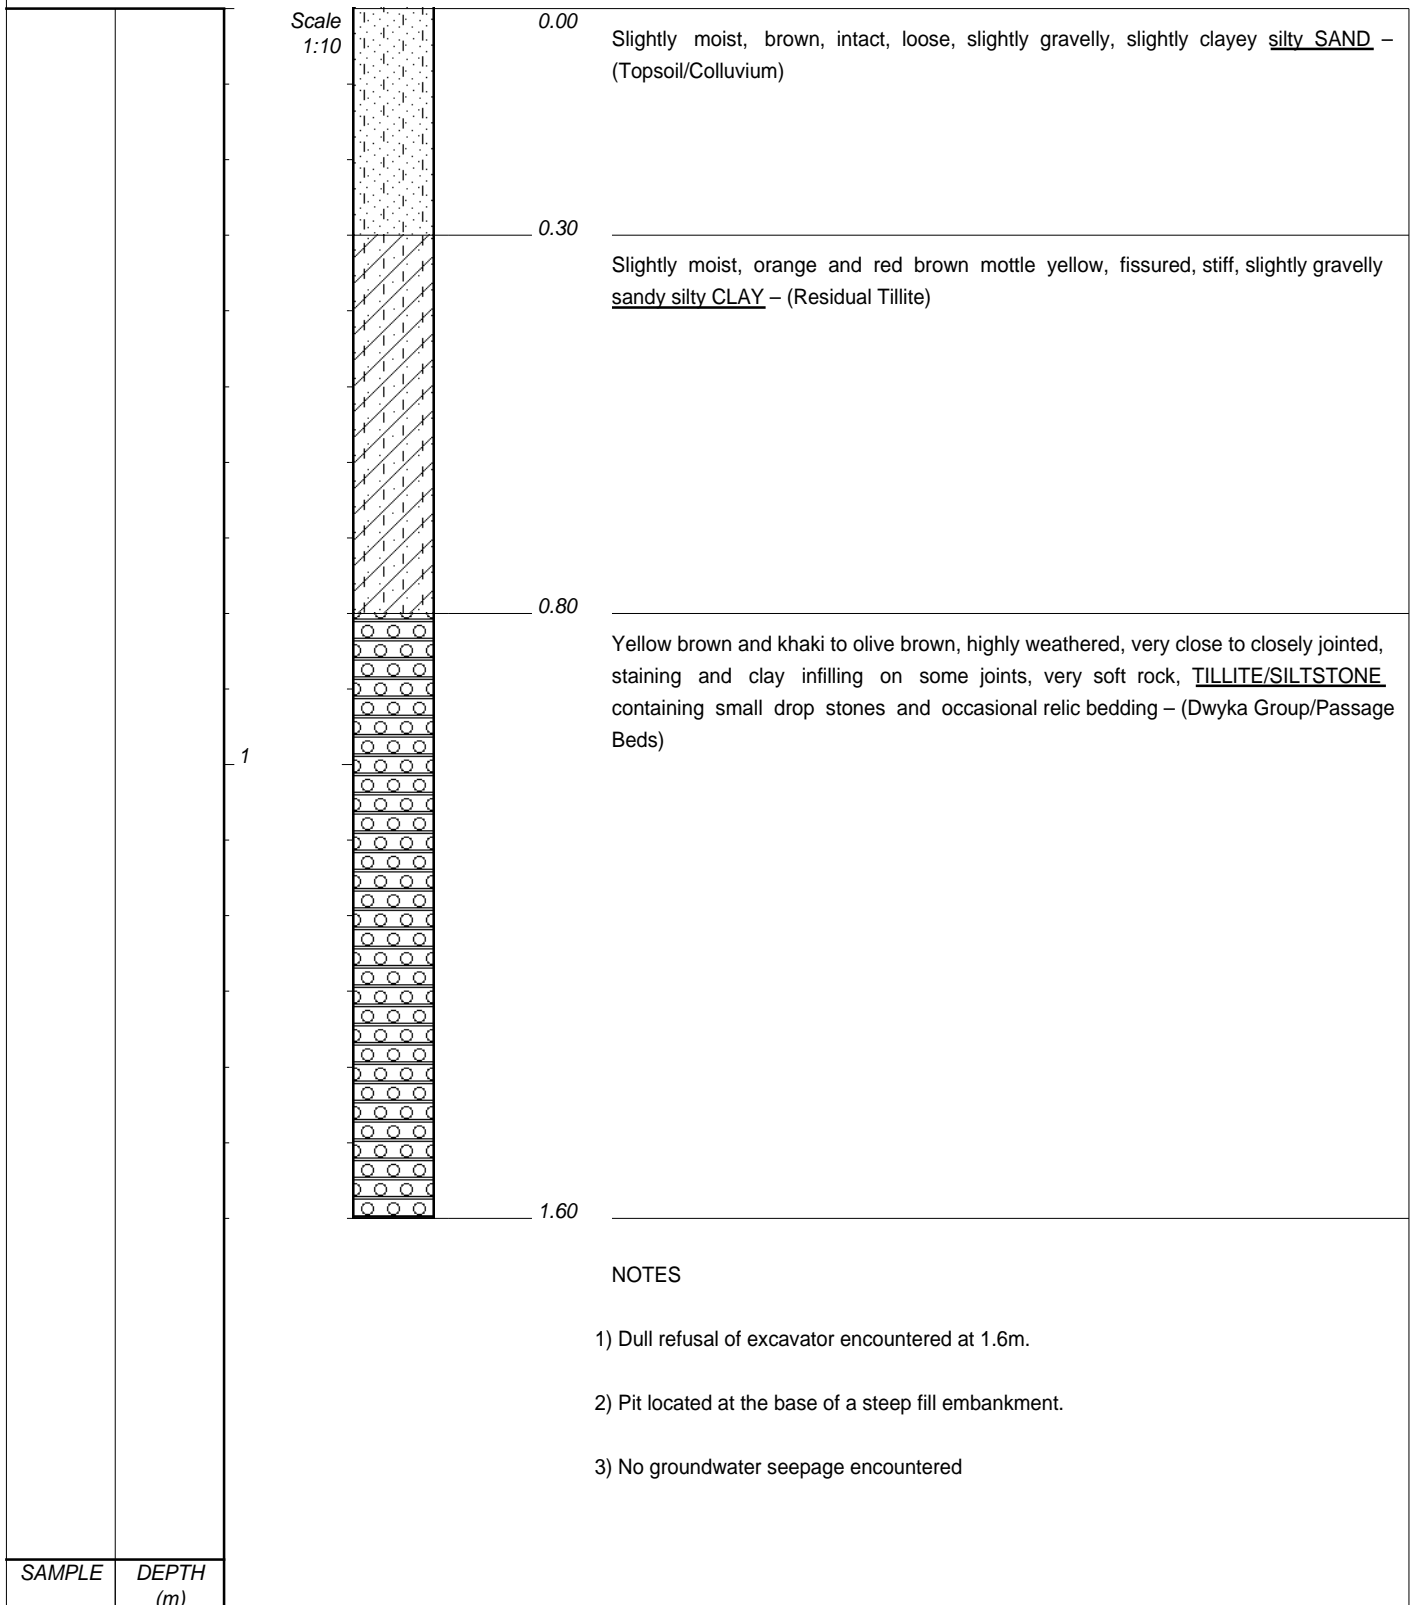 Scale
1:10
0.00
Slightly moist, brown, intact, loose, slightly gravelly, slightly clayey silty SAND –
(Topsoil/Colluvium)
0.30
Slightly moist, orange and red brown mottle yellow, fissured, stiff, slightly gravelly
sandy silty CLAY – (Residual Tillite)
0.80
Yellow brown and khaki to olive brown, highly weathered, very close to closely jointed,
staining and clay infilling on some joints, very soft rock, TILLITE/SILTSTONE
containing small drop stones and occasional relic bedding – (Dwyka Group/Passage
Beds)
1
1.60
NOTES
1) Dull refusal of excavator encountered at 1.6m.
2) Pit located at the base of a steep fill embankment.
3) No groundwater seepage encountered
SAMPLE DEPTH
(m)